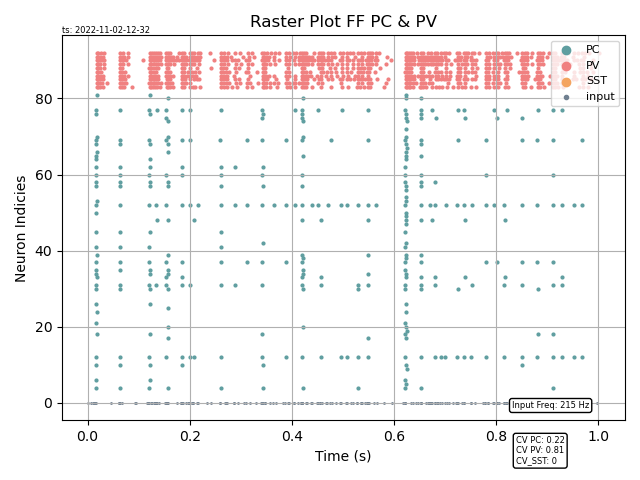 Raster Plot FF PC & PV
ts: 2022-11-02-12-32
PC
PV
SST
input
80
60
40
20
0
Neuron Indicies
Input Freq: 215 Hz
0.0 0.2 0.4 0.6 0.8 1.0
Time (s)
CV PC: 0.22
CV PV: 0.81
CV_SST: 0